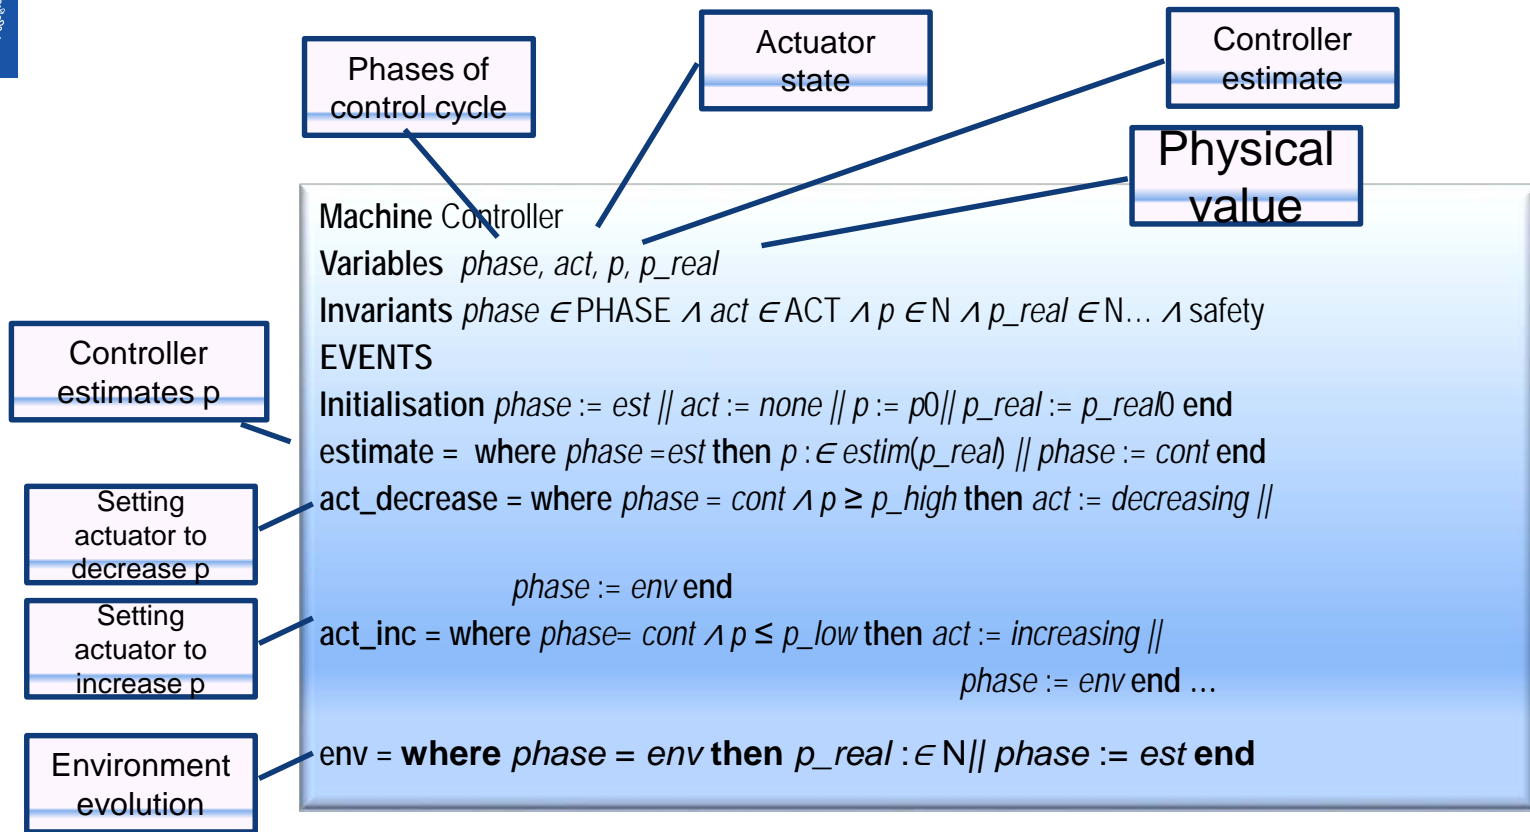 Phases of
control cycle
Actuator
state
Controller
estimate
Physical
value
Machine Controller
Variables phase, act, p, p_real
Invariants phase ∈ PHASE ∧ act ∈ ACT ∧ p ∈ N ∧ p_real ∈ N... ∧ safety
EVENTS
Controller
estimates p
Initialisation phase := est || act := none || p := p0|| p_real := p_real0 end
estimate = where phase =est then p :∈ estim(p_real) || phase := cont end
Setting
actuator to
decrease p
act_decrease = where phase = cont ∧ p ≥ p_high then act := decreasing ||
phase := env end
Setting
actuator to
increase p
act_inc = where phase= cont ∧ p ≤ p_low then act := increasing ||
phase := env end ...
Environment
evolution
env = where phase = env then p_real :∈ N|| phase := est end